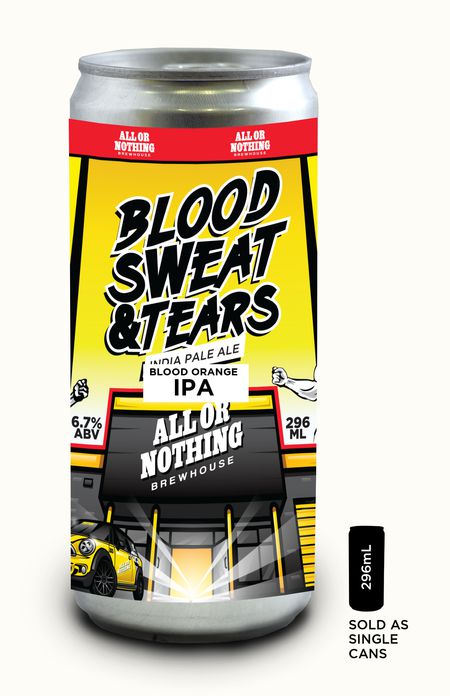 ALL OR
NOTHING
BREWHOUSE
ALL OR
NOTHING
BREWHOUSE
BLOOD
SWEAT
&TEARS
INDIA PALE ALE
BLOOD ORANGE
IPA
6.7%
ABV
296
ML
ALL OR
NOTHING
BREWHOUSE
296mL
SOLD AS
SINGLE
CANS